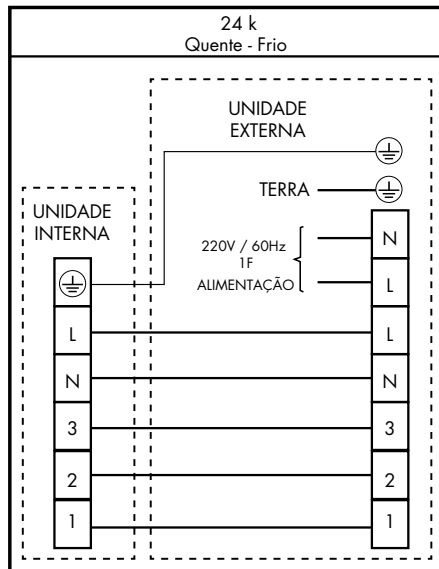 24 k
Quente - Frio
UNIDADE
EXTERNA
TERRA
UNIDADE
INTERNA
220V / 60Hz
1F
ALIMENTAÇÃO
N
L
L
L
N
N
3
3
2
2
1
1